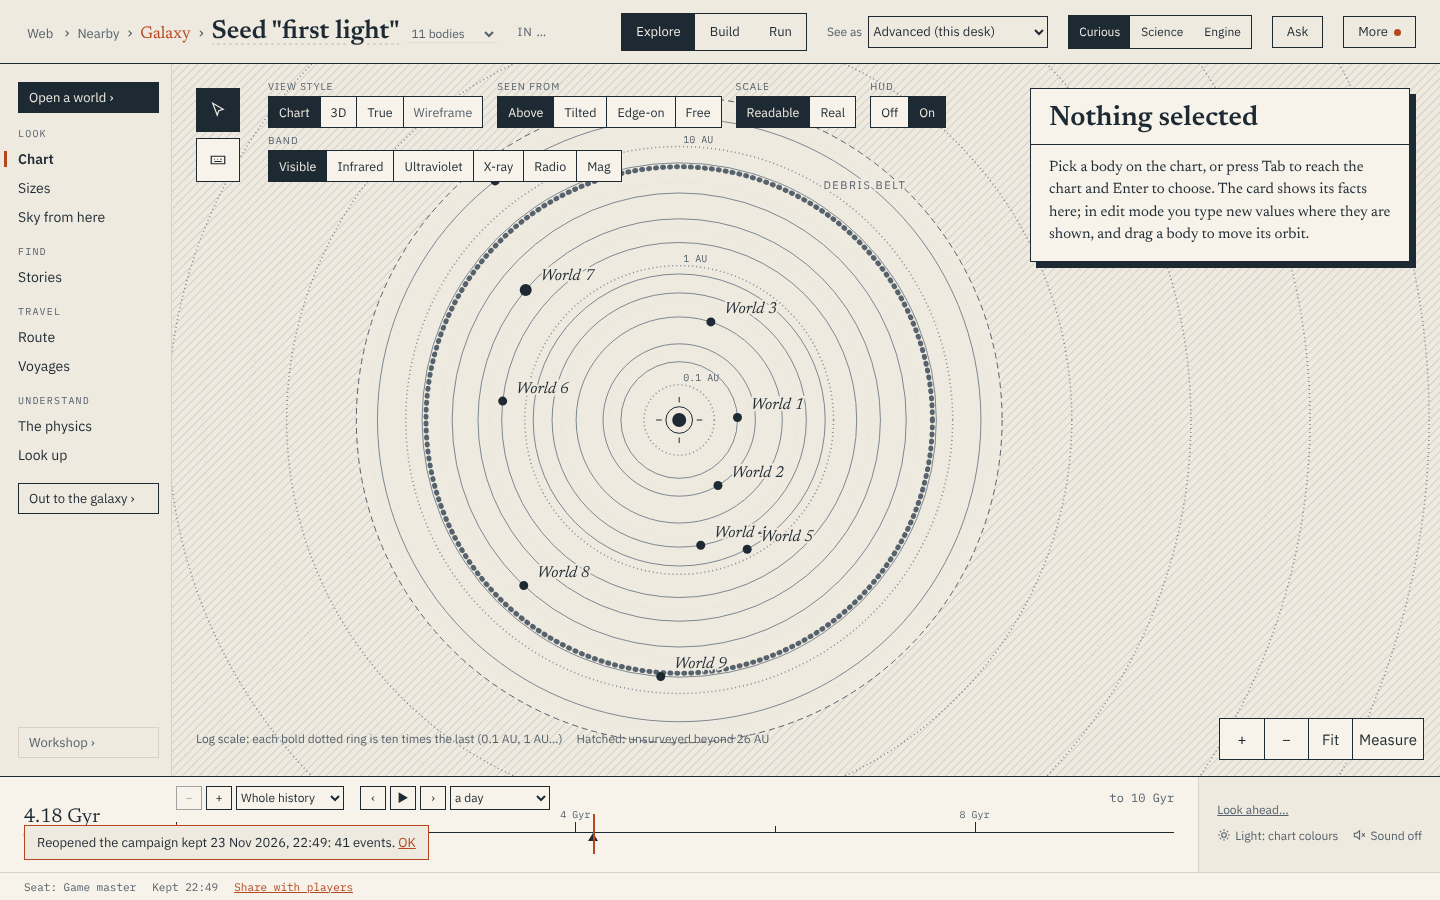 Web › Nearby › Galaxy › Seed "first light" 11 bodies IN ... Explore Build Run See as Advanced (this desk) Curious Science Engine Ask More
Open a world ›
LOOK
Chart
Sizes
Sky from here
FIND
Stories
TRAVEL
Route
Voyages
UNDERSTAND
The physics
Look up
Out to the galaxy ›
Workshop ›
VIEW STYLE SEEN FROM SCALE HUD
Chart 3D True Wireframe Above Tilted Edge-on Free Readable Real Off On
BAND
Visible Infrared Ultraviolet X-ray Radio Mag
10 AU
DEBRIS BELT
1 AU
World 7
World 3
0.1 AU
World 6
World 1
World 2
World
World 5
World 8
World 9
Log scale: each bold dotted ring is ten times the last (0.1 AU, 1 AU…) Hatched: unsurveyed beyond 26 AU
Nothing selected
Pick a body on the chart, or press Tab to reach the
chart and Enter to choose. The card shows its facts
here; in edit mode you type new values where they are
shown, and drag a body to move its orbit.
+ − Fit Measure
− + Whole history ‹ ▶ › a day to 10 Gyr
4.18 Gyr 4 Gyr 8 Gyr
Reopened the campaign kept 23 Nov 2026, 22:49: 41 events. OK
Look ahead…
Light: chart colours Sound off
Seat: Game master Kept 22:49 Share with players